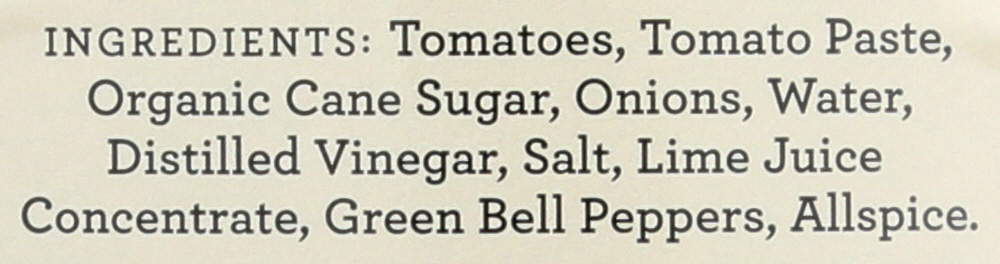 INGREDIENTS: Tomatoes, Tomato Paste,
Organic Cane Sugar, Onions, Water,
Distilled Vinegar, Salt, Lime Juice
Concentrate, Green Bell Peppers, Allspice.